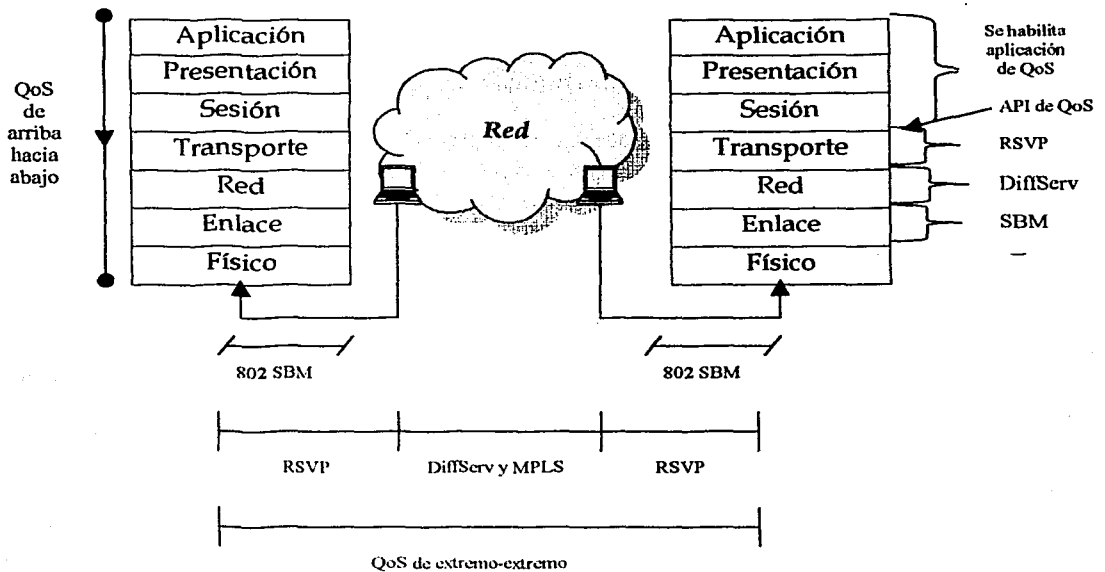 QoS
de
arriba
hacia
abajo
Aplicación
Presentación
Sesión
Transporte
Red
Enlace
Físico
Red
Aplicación
Presentación
Sesión
Transporte
Red
Enlace
Físico
Se habilita
aplicación
de QoS
API de QoS
RSVP
DiffServ
SBM
802 SBM
802 SBM
RSVP
DiffServ y MPLS
RSVP
QoS de extremo-extremo